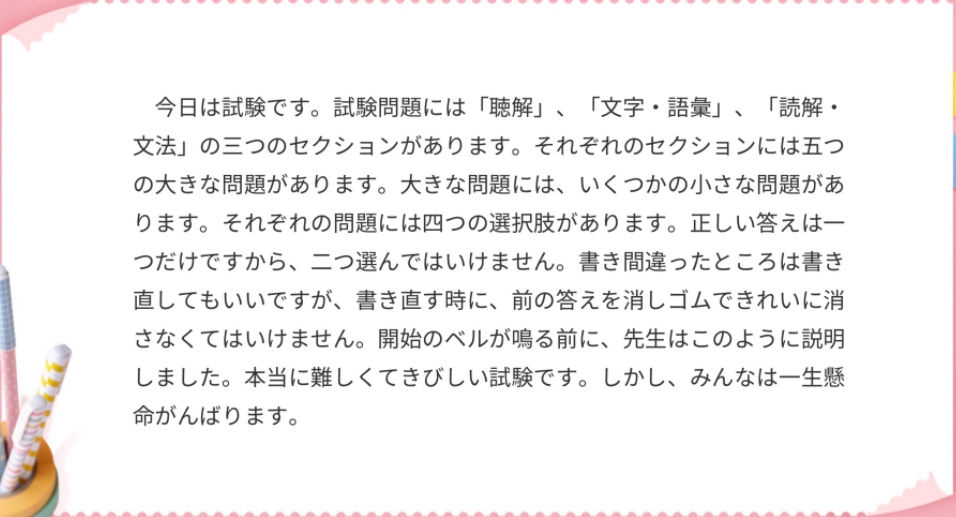 今日は試験です。試験問題には「聴解」、「文字・語彙」、「読解・
文法」の三つのセクションがあります。それぞれのセクションには五つ
の大きな問題があります。大きな問題には、いくつかの小さな問題があ
ります。それぞれの問題には四つの選択肢があります。正しい答えは一
つだけですから、二つ選んではいけません。書き間違ったところは書き
直してもいいですが、書き直す時に、前の答えを消しゴムできれいに消
さなくてはいけません。開始のベルが鳴る前に、先生はこのように説明
しました。本当に難しくてきびしい試験です。しかし、みんなは一生懸
命がんばります。